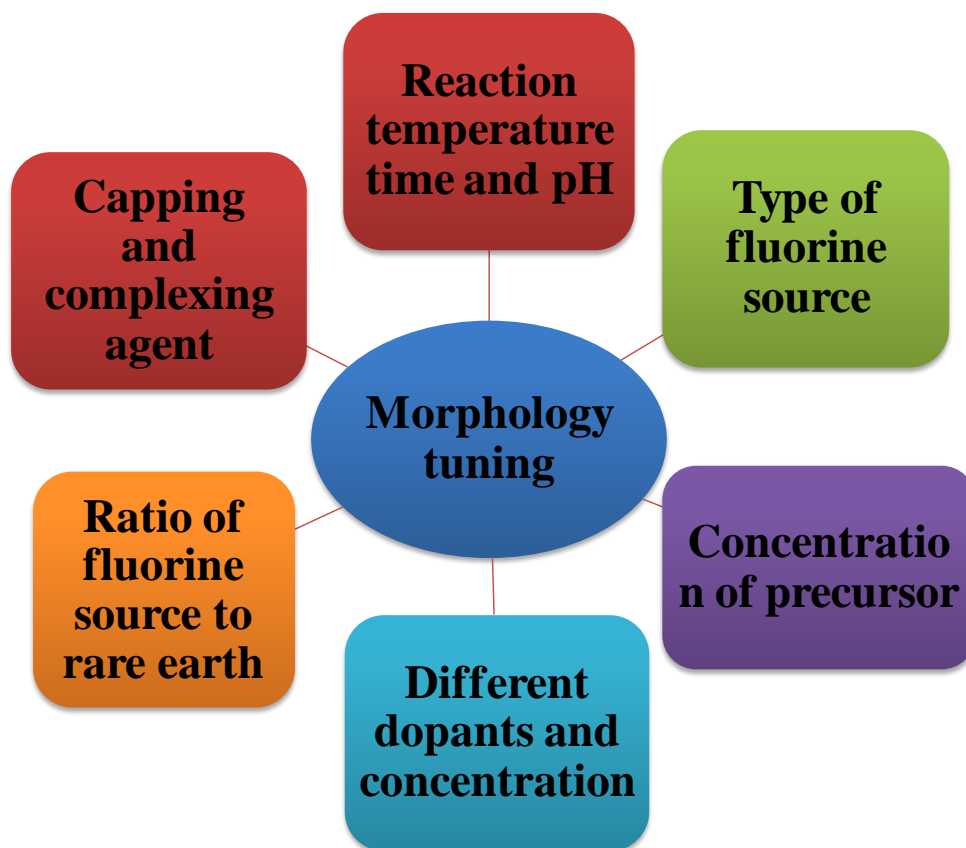 Reaction
temperature
time and pH
Type of
fluorine
source
Concentratio
n of precursor
Different
dopants and
concentration
Ratio of
fluorine
source to
rare earth
Capping
and
complexing
agent
Morphology
tuning